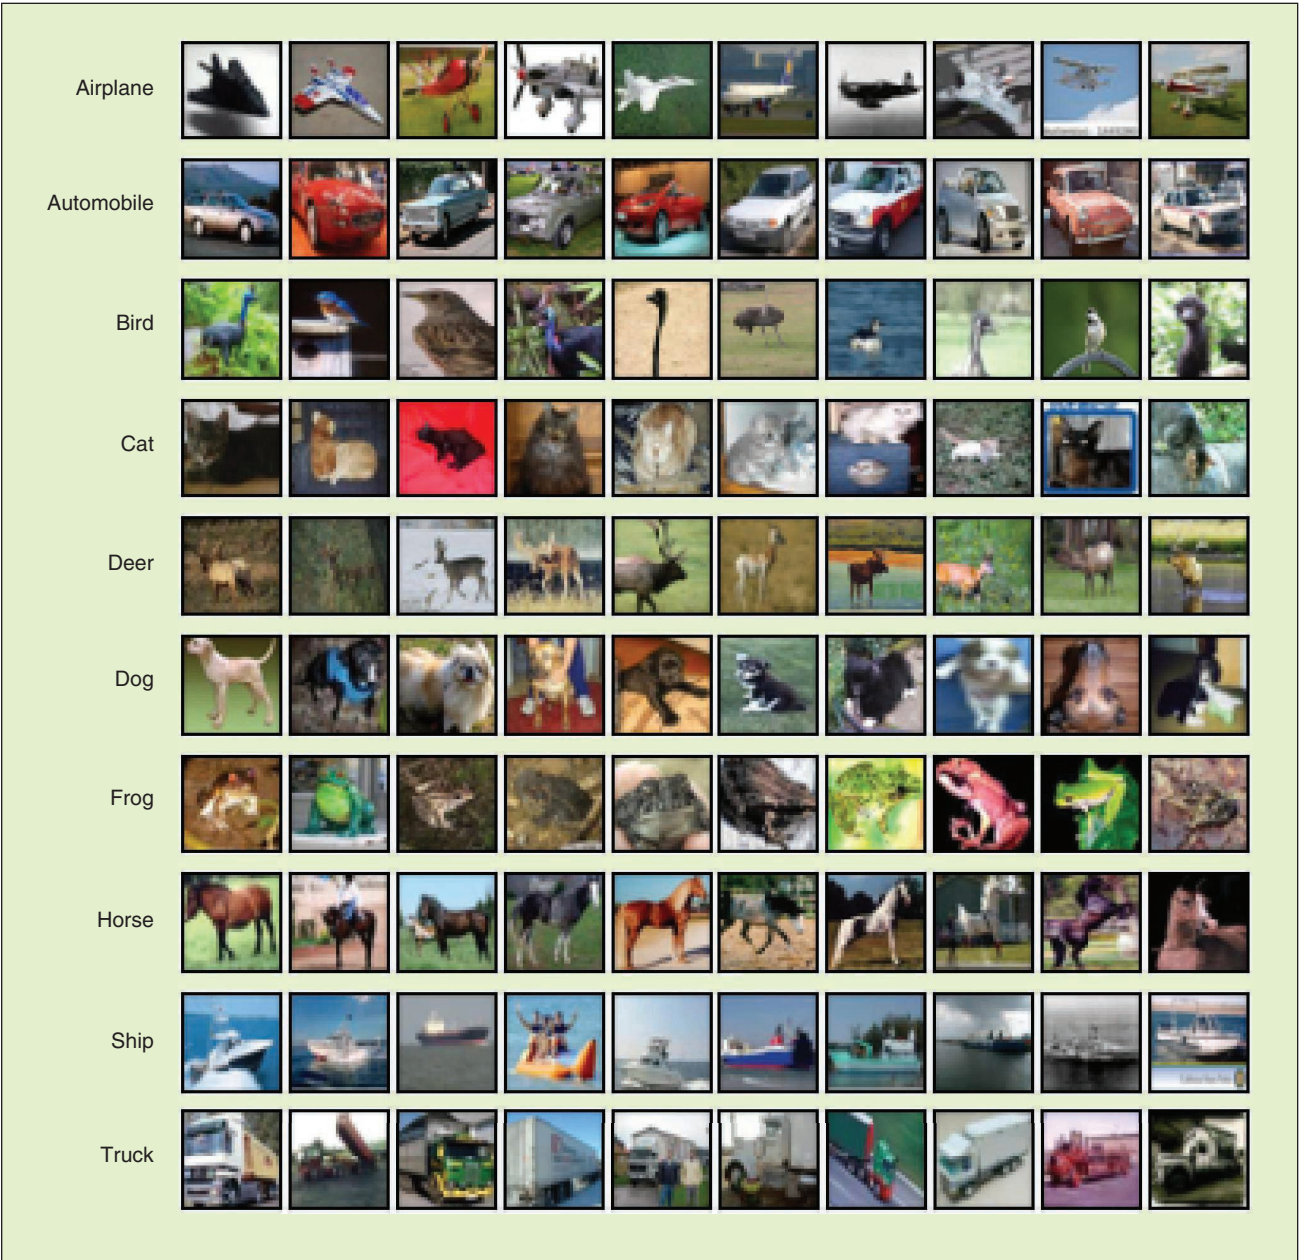 Airplane
Automobile
Bird
Cat
Deer
Dog
Frog
Horse
Ship
Truck